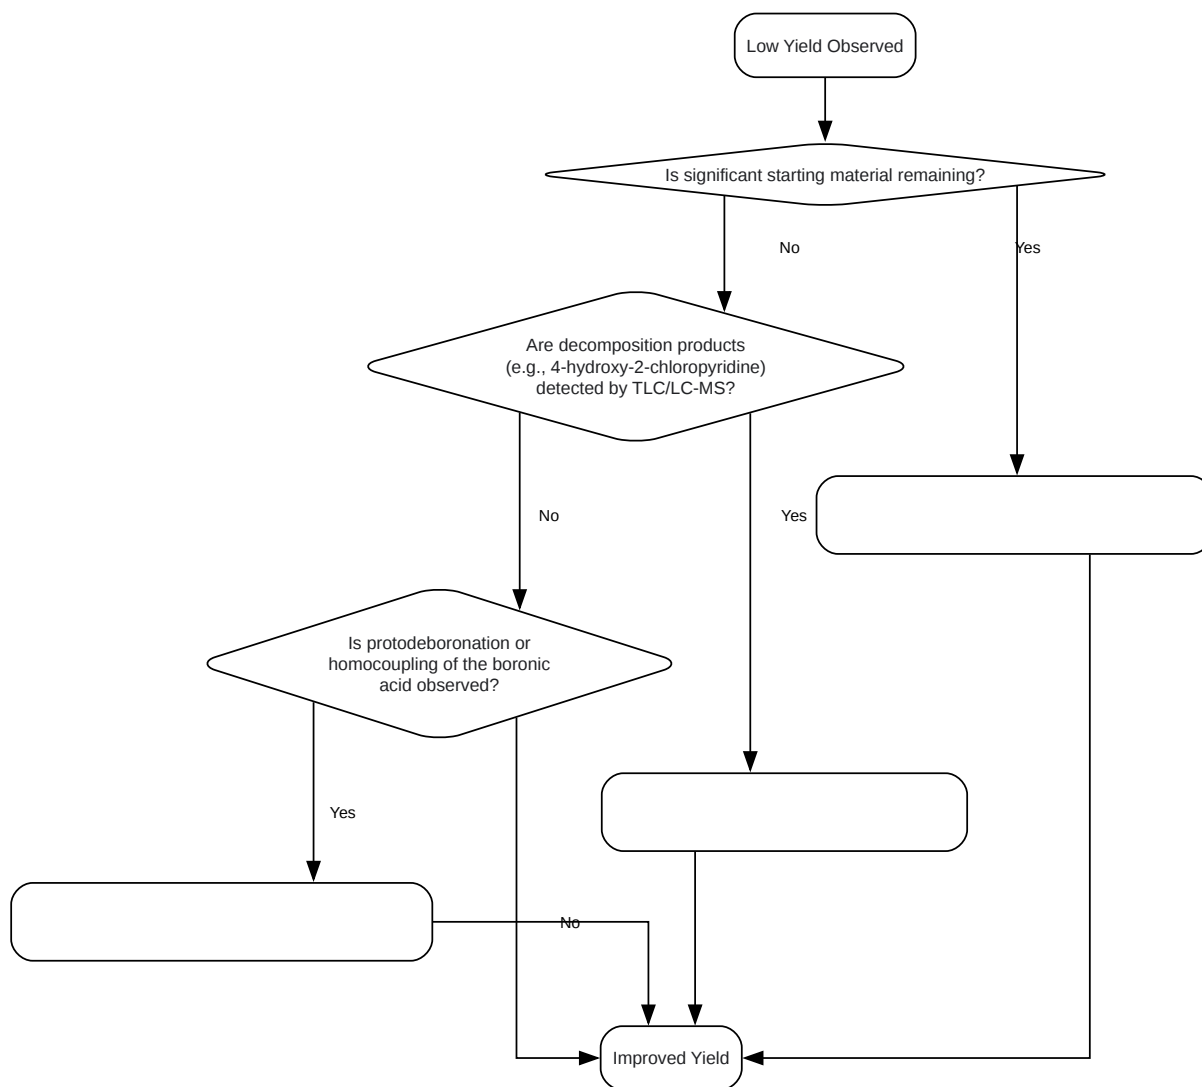 Low Yield Observed
Is significant starting material remaining?
No
Yes
Are decomposition products
(e.g., 4-hydroxy-2-chloropyridine)
detected by TLC/LC-MS?
No
Yes
Is protodeboronation or
homocoupling of the boronic
acid observed?
Yes
No
Improved Yield